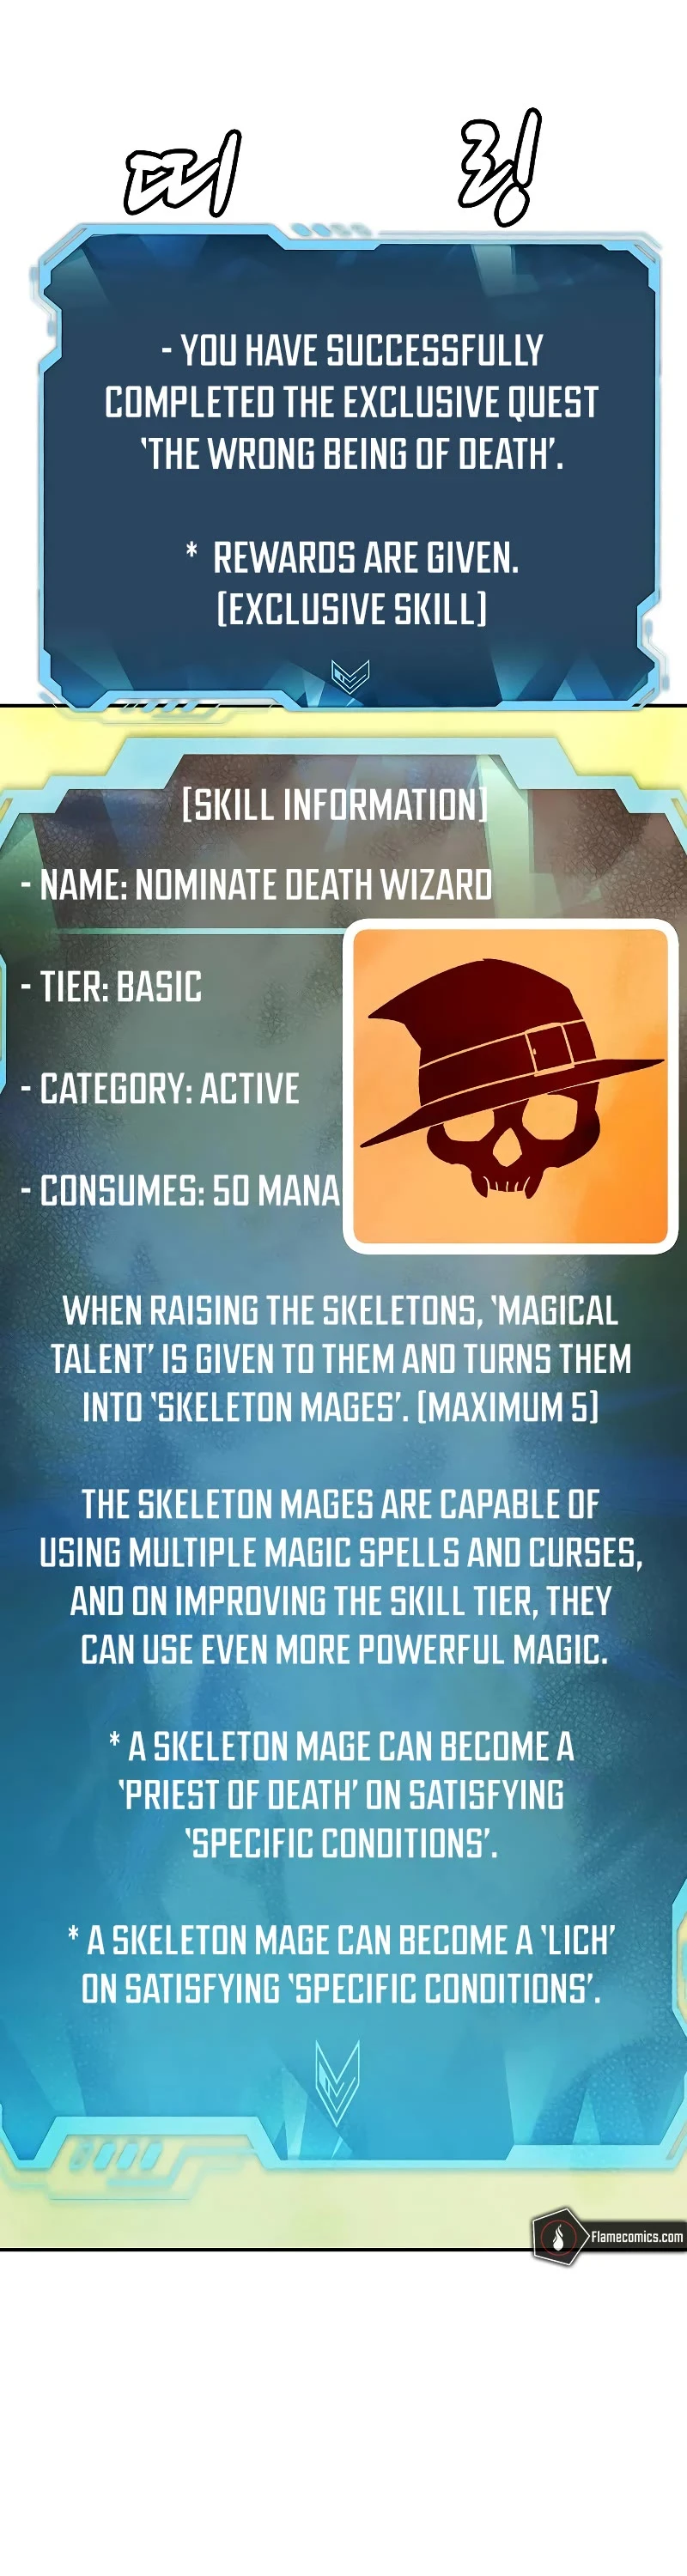 띠 링!
- YOU HAVE SUCCESSFULLY
COMPLETED THE EXCLUSIVE QUEST
'THE WRONG BEING OF DEATH'.
* REWARDS ARE GIVEN.
[EXCLUSIVE SKILL]
[SKILL INFORMATION]
- NAME: NOMINATE DEATH WIZARD
- TIER: BASIC
- CATEGORY: ACTIVE
- CONSUMES: 50 MANA
WHEN RAISING THE SKELETONS, 'MAGICAL
TALENT' IS GIVEN TO THEM AND TURNS THEM
INTO 'SKELETON MAGES'. [MAXIMUM 5]
THE SKELETON MAGES ARE CAPABLE OF
USING MULTIPLE MAGIC SPELLS AND CURSES,
AND ON IMPROVING THE SKILL TIER, THEY
CAN USE EVEN MORE POWERFUL MAGIC.
* A SKELETON MAGE CAN BECOME A
'PRIEST OF DEATH' ON SATISFYING
'SPECIFIC CONDITIONS'.
* A SKELETON MAGE CAN BECOME A 'LICH'
ON SATISFYING 'SPECIFIC CONDITIONS'.
Flamecomics.com